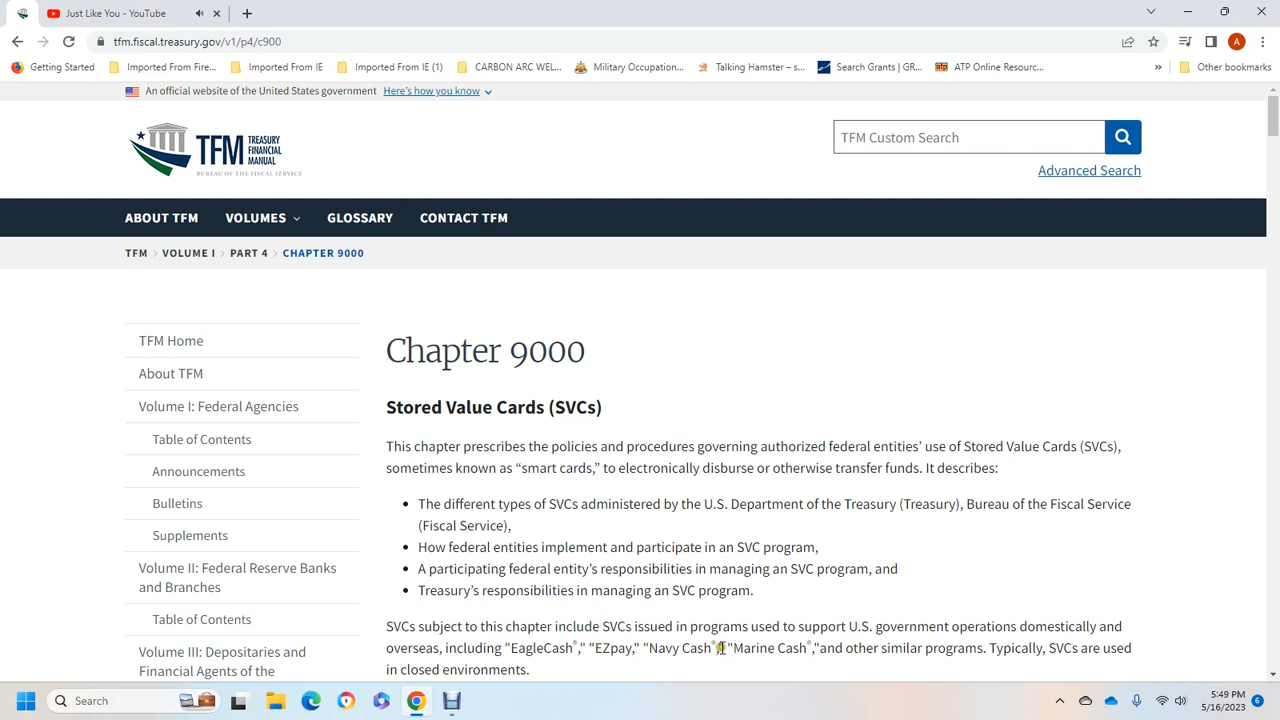 Just Like You - YouTube
tfm.fiscal.treasury.gov/v1/p4/c900
A
Getting Started
Imported From Fire...
Imported From IE
Imported From IE (1)
CARBON ARC WEL...
Military Occupation...
Talking Hamster – s...
Search Grants | GR...
ATP Online Resourc...
»
Other bookmarks
An official website of the United States government Here's how you know
TFM TREASURY FINANCIAL MANUAL
BUREAU OF THE FISCAL SERVICE
TFM Custom Search
Advanced Search
ABOUT TFM VOLUMES GLOSSARY CONTACT TFM
TFM > VOLUME I > PART 4 > CHAPTER 9000
TFM Home
About TFM
Volume I: Federal Agencies
Table of Contents
Announcements
Bulletins
Supplements
Volume II: Federal Reserve Banks
and Branches
Table of Contents
Volume III: Depositaries and
Financial Agents of the
Chapter 9000
Stored Value Cards (SVCs)
This chapter prescribes the policies and procedures governing authorized federal entities’ use of Stored Value Cards (SVCs),
sometimes known as “smart cards,” to electronically disburse or otherwise transfer funds. It describes:
• The different types of SVCs administered by the U.S. Department of the Treasury (Treasury), Bureau of the Fiscal Service
(Fiscal Service),
• How federal entities implement and participate in an SVC program,
• A participating federal entity’s responsibilities in managing an SVC program, and
• Treasury’s responsibilities in managing an SVC program.
SVCs subject to this chapter include SVCs issued in programs used to support U.S. government operations domestically and
overseas, including "EagleCash®," "EZpay," "Navy Cash®," "Marine Cash®,"and other similar programs. Typically, SVCs are used
in closed environments.
Search
5:49 PM
5/16/2023
6